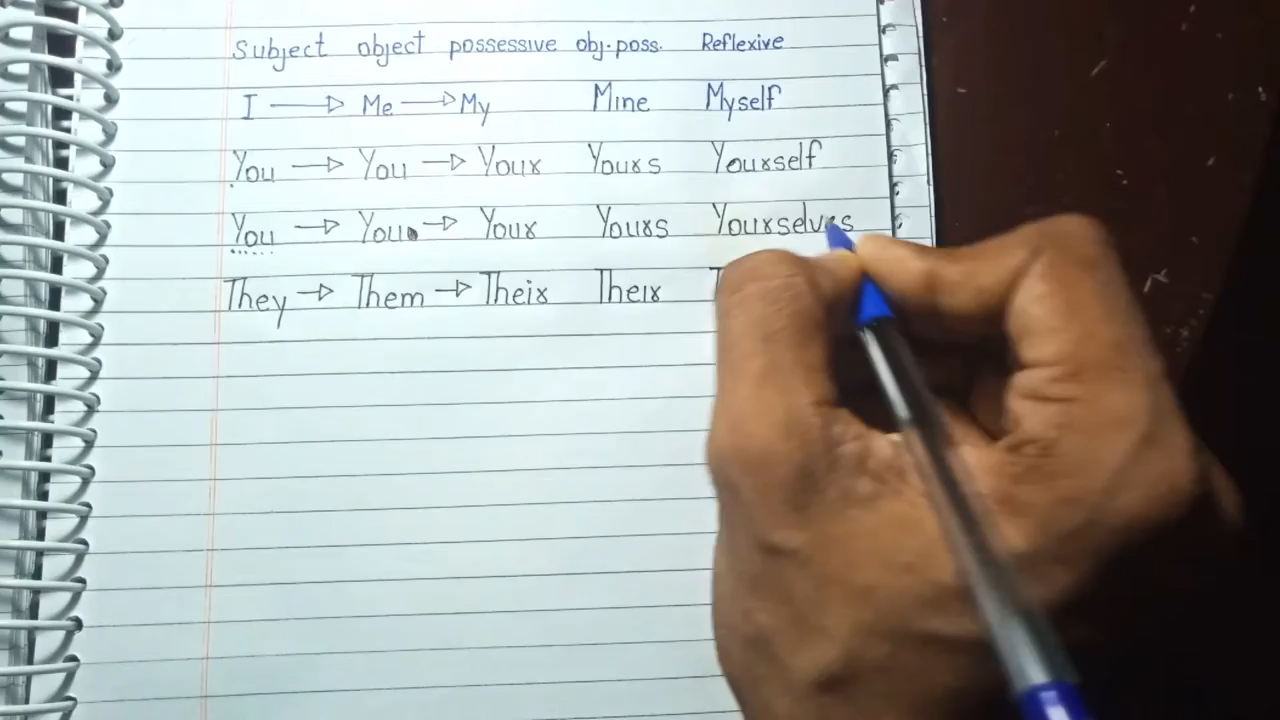 Subject object possessive obj.poss. Reflexive
I → Me → My Mine Myself
You → You → Your Yours Yourself
You → You → Your Yours Yourselves
They → Them → Their Their